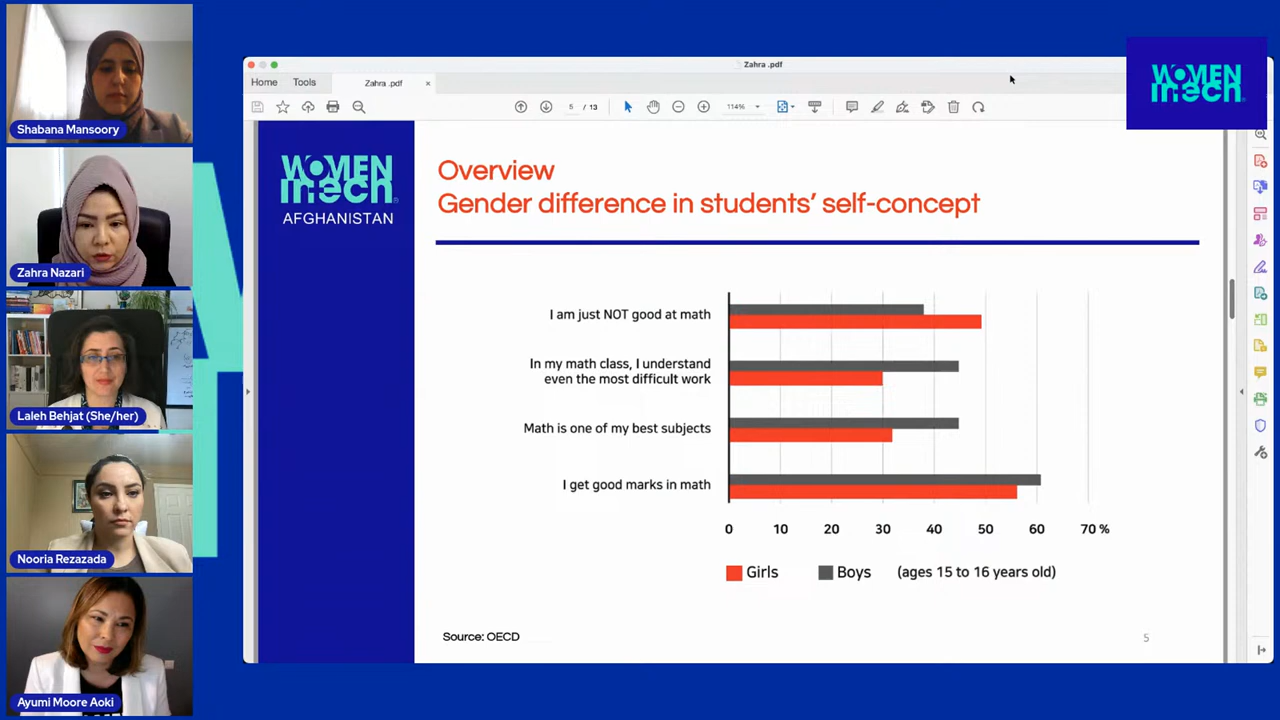 Shabana Mansoory
Zahra Nazari
Laleh Behjat (She/her)
Nooria Rezazada
Ayumi Moore Aoki
Zahra .pdf
Home Tools Zahra .pdf ×
5 / 13 114%
WOMEN
in tech®
WOMEN
in tech®
AFGHANISTAN
Overview
Gender difference in students' self-concept
I am just NOT good at math
In my math class, I understand
even the most difficult work
Math is one of my best subjects
I get good marks in math
0 10 20 30 40 50 60 70 %
Girls Boys (ages 15 to 16 years old)
Source: OECD
5